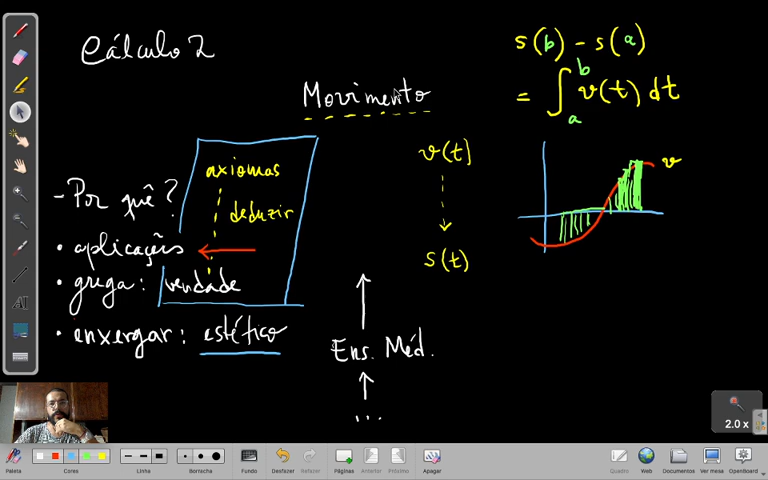 Cálculo 2
s(b) - s(a)
= ∫ₐᵇ v(t) dt
Movimento
v(t)
s(t)
v
- Por quê?
• aplicações
• grega: verdade
• enxergar: estético
axiomas
deduzir
Ens. Méd.
...
AI
2.0 x
Paleta
Cores
Linha
Borracha
Fundo
Desfazer
Refazer
Páginas
Anterior
Próximo
Apagar
Quadro
Web
Documentos
Ver mesa
OpenBoard